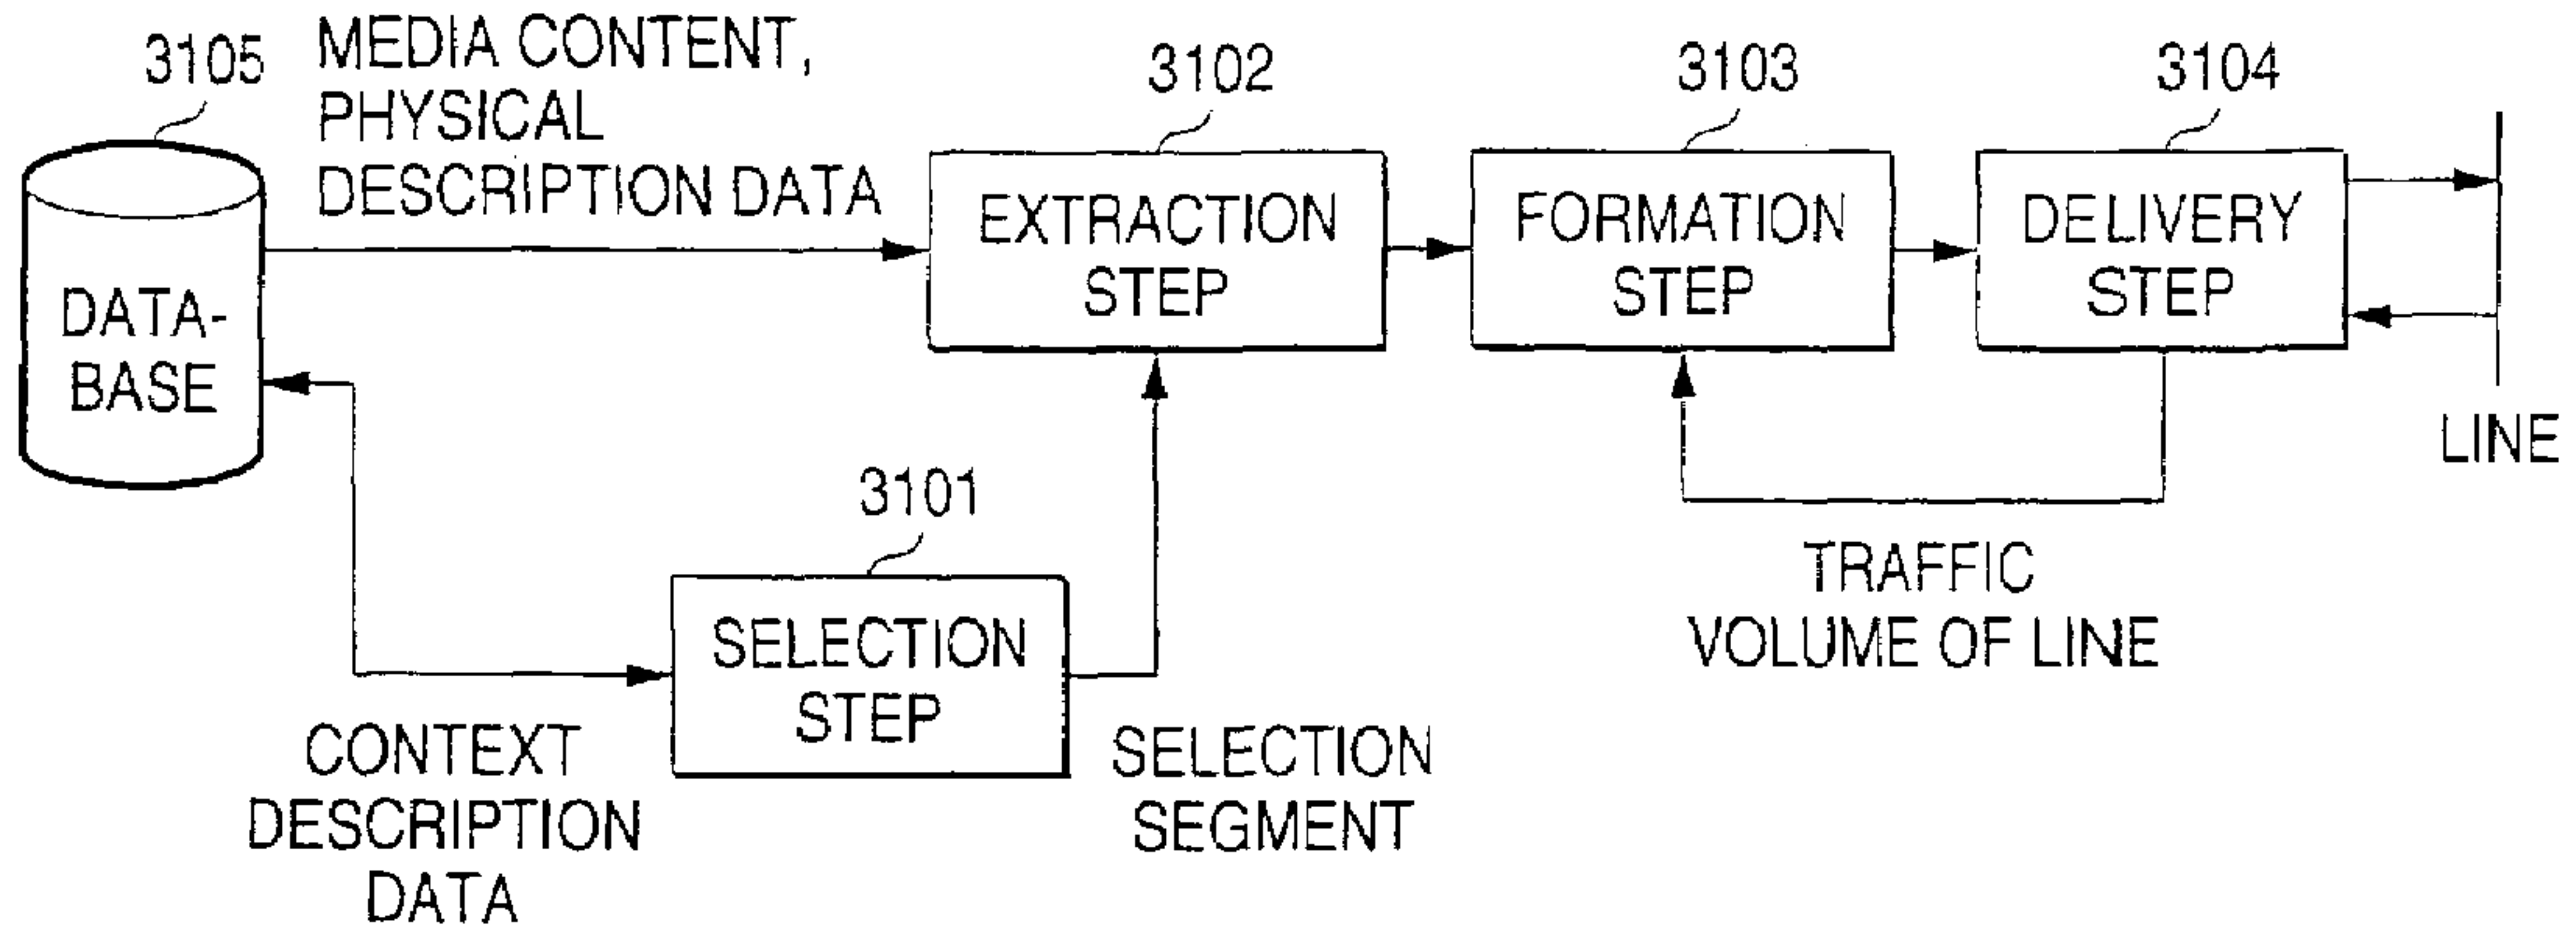 3105
MEDIA CONTENT,
PHYSICAL
DESCRIPTION DATA
3102
3103
3104
DATA-
BASE
EXTRACTION
STEP
FORMATION
STEP
DELIVERY
STEP
LINE
3101
SELECTION
STEP
TRAFFIC
VOLUME OF LINE
CONTEXT
DESCRIPTION
DATA
SELECTION
SEGMENT